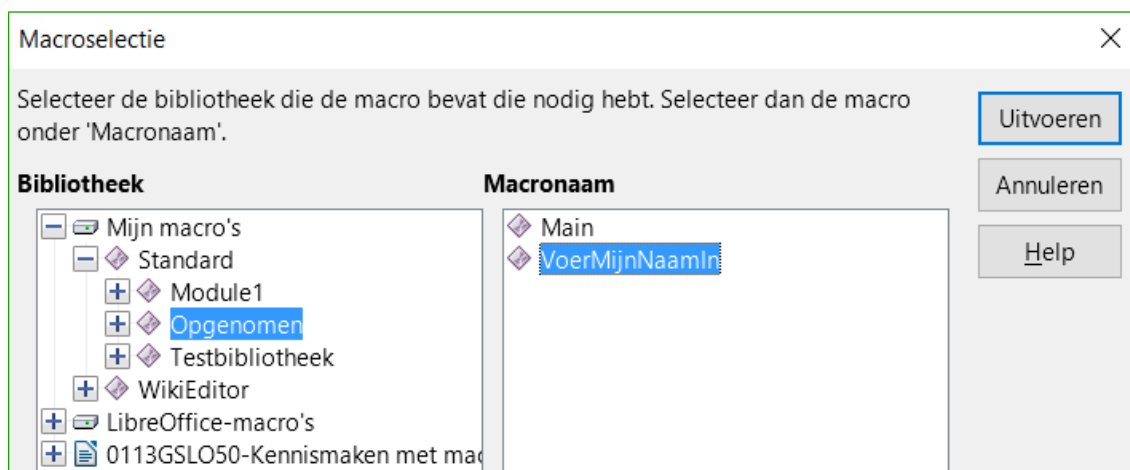 Macroselectie
Selecteer de bibliotheek die de macro bevat die nodig hebt. Selecteer dan de macro
onder 'Macronaam'.
Uitvoeren
Annuleren
Help
Bibliotheek
Mijn macro's
Standard
Module1
Opgenomen
Testbibliotheek
WikiEditor
LibreOffice-macro's
0113GSLO50-Kennismaken met mac
Macronaam
Main
VoerMijnNaamIn